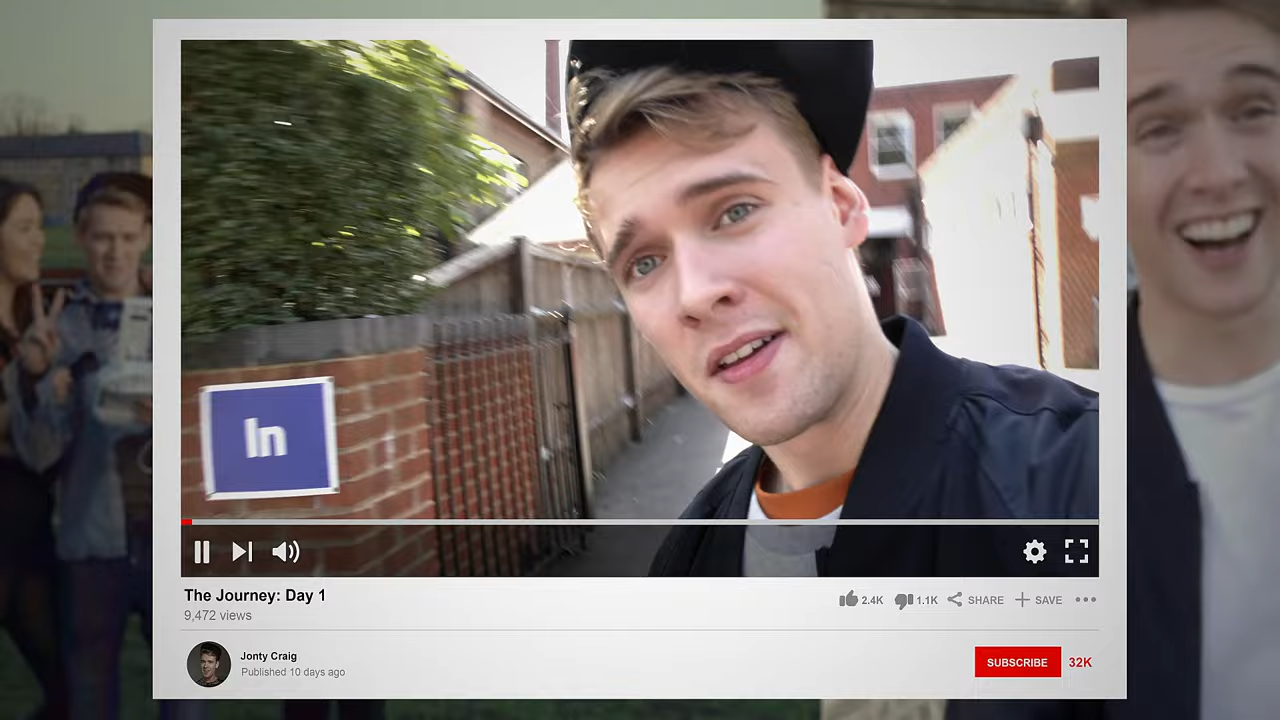 In
The Journey: Day 1
9,472 views
2.4K 1.1K SHARE SAVE
Jonty Craig
Published 10 days ago
SUBSCRIBE 32K